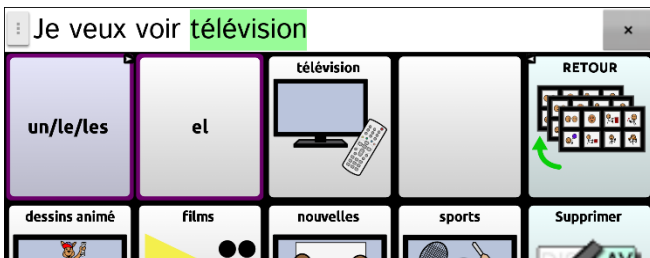 Je veux voir télévision
×
un/le/les
el
télévision
RETOUR
dessins animé
films
nouvelles
sports
Supprimer